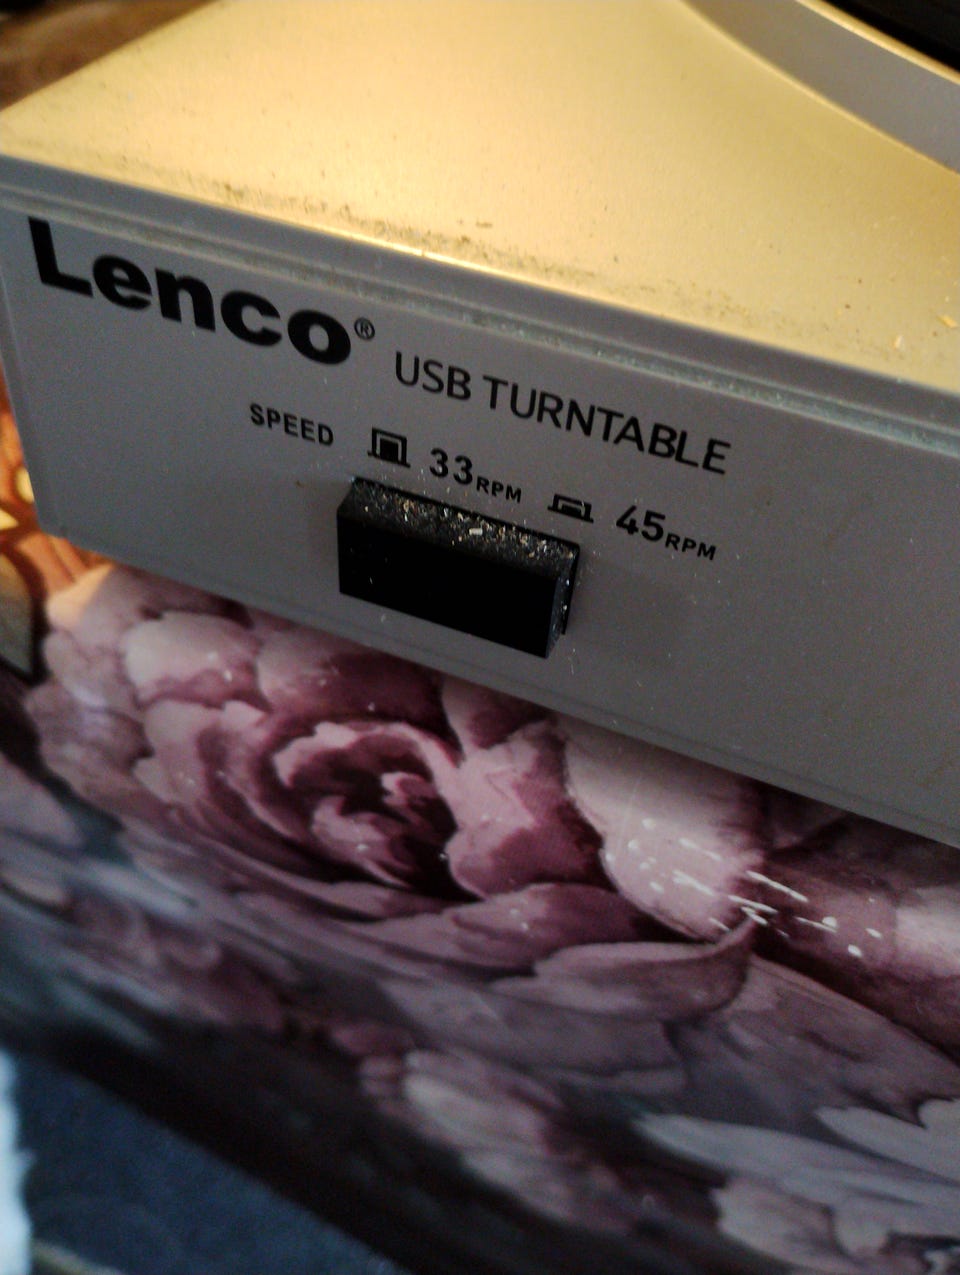 Lenco® USB TURNTABLE
SPEED 33RPM 45RPM